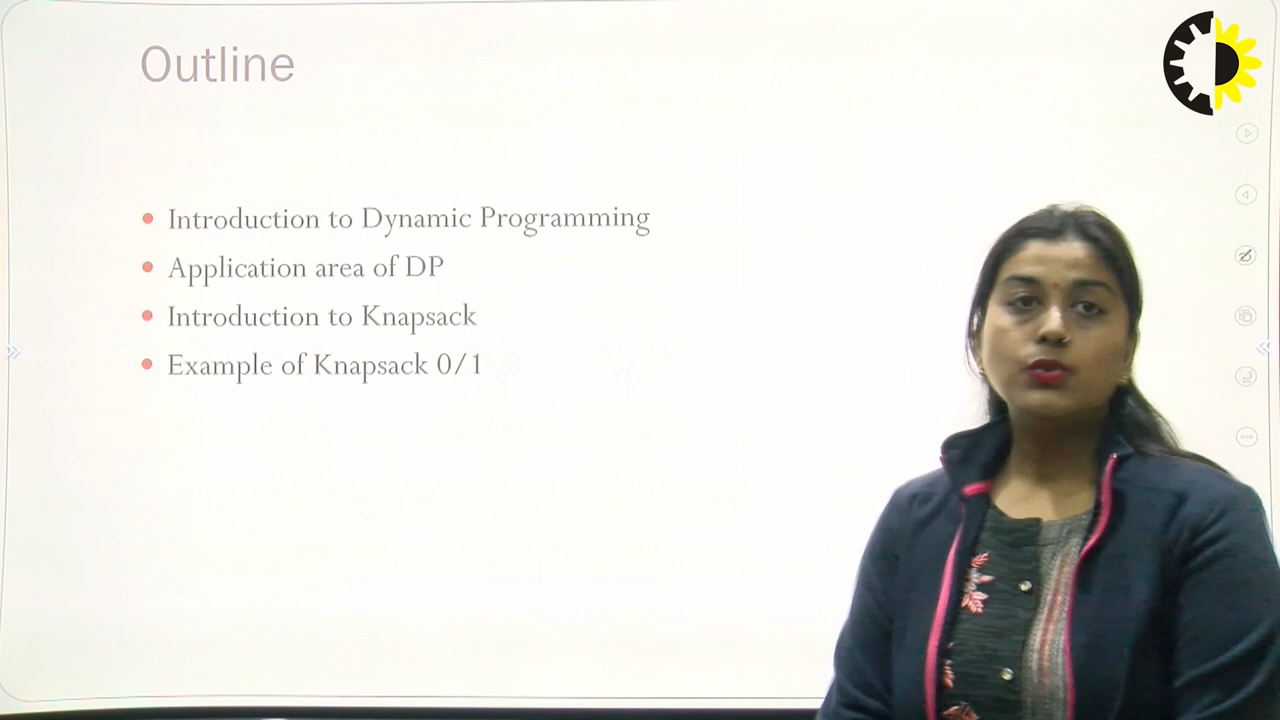 Outline
Introduction to Dynamic Programming
Application area of DP
Introduction to Knapsack
Example of Knapsack 0/1